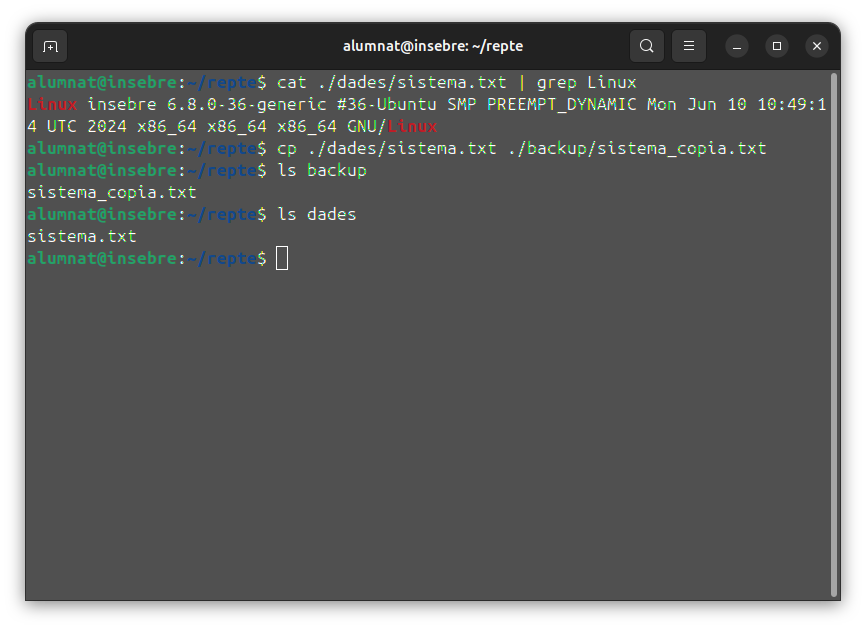 alumnat@insebre: ~/repte
alumnat@insebre:~/repte$ cat ./dades/sistema.txt | grep Linux
Linux insebre 6.8.0-36-generic #36-Ubuntu SMP PREEMPT_DYNAMIC Mon Jun 10 10:49:1
4 UTC 2024 x86_64 x86_64 x86_64 GNU/Linux
alumnat@insebre:~/repte$ cp ./dades/sistema.txt ./backup/sistema_copia.txt
alumnat@insebre:~/repte$ ls backup
sistema_copia.txt
alumnat@insebre:~/repte$ ls dades
sistema.txt
alumnat@insebre:~/repte$